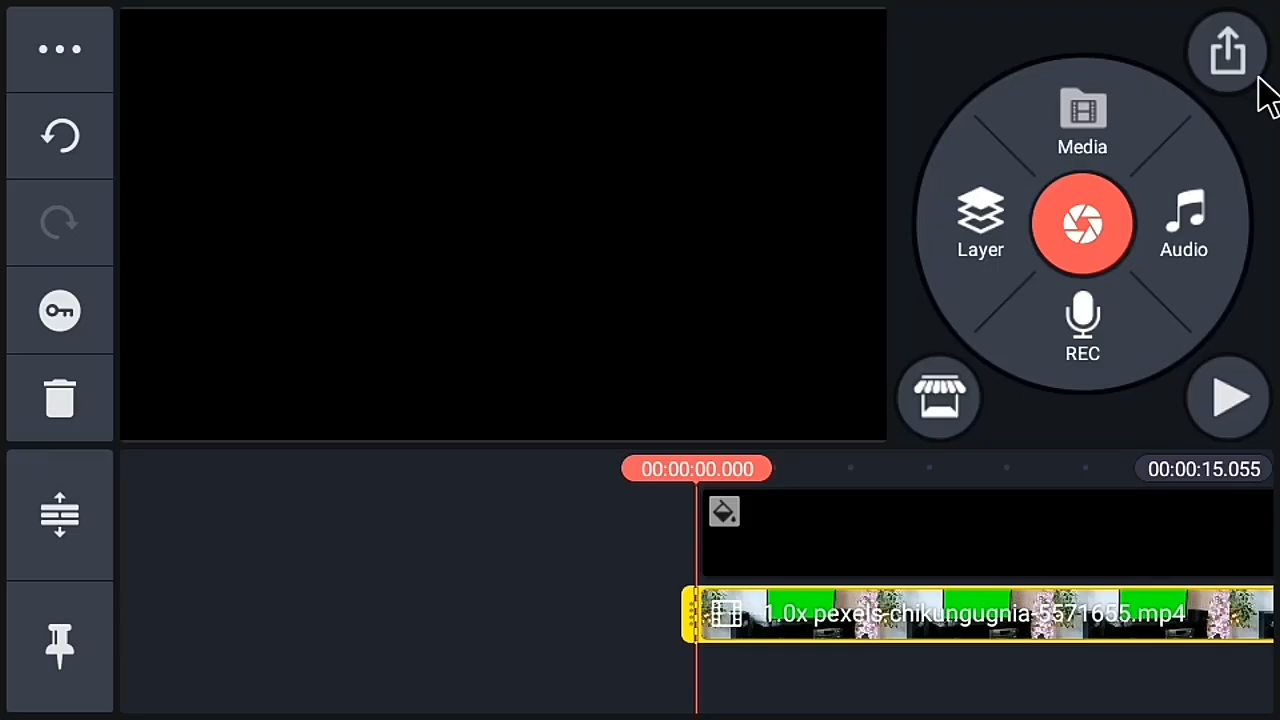 Media
Layer
Audio
REC
00:00:00.000
00:00:15.055
1.0x pexels-chikungugnia-5571655.mp4